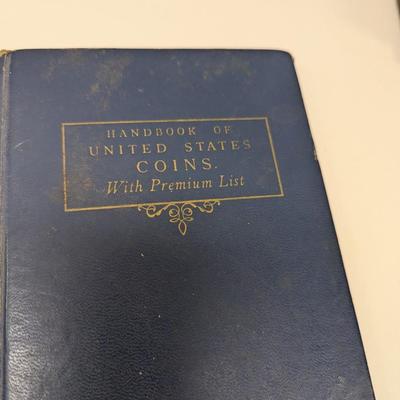 HANDBOOK OF
UNITED STATES
COINS.
With Premium List